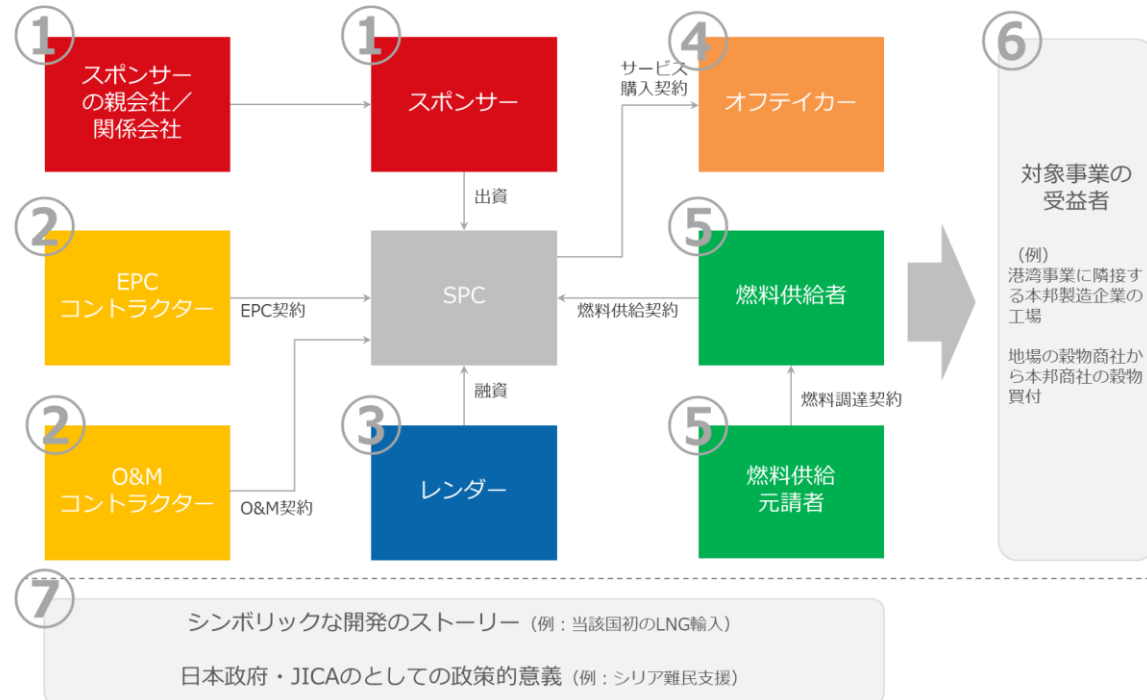 ①
スポンサー
の親会社／
関係会社
①
スポンサー
サービス
購入契約
④
オフテイカー
⑥
対象事業の
受益者
（例）
港湾事業に隣接す
る本邦製造企業の
工場
地場の穀物商社か
ら本邦商社の穀物
買付
出資
②
EPC
コントラクター
EPC契約
SPC
燃料供給契約
⑤
燃料供給者
融資
燃料調達契約
②
O&M
コントラクター
O&M契約
③
レンダー
⑤
燃料供給
元請者
⑦
シンボリックな開発のストーリー（例：当該国初のLNG輸入）
日本政府・JICAのとしての政策的意義（例：シリア難民支援）